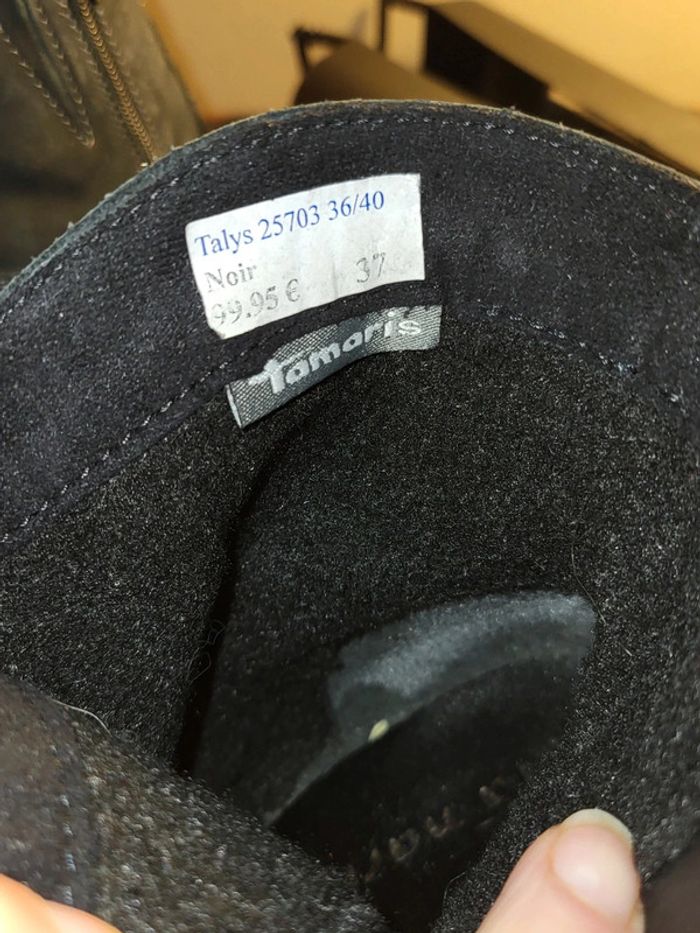 Talys 25703 36/40
Noir
99.95 € 37
Tamaris